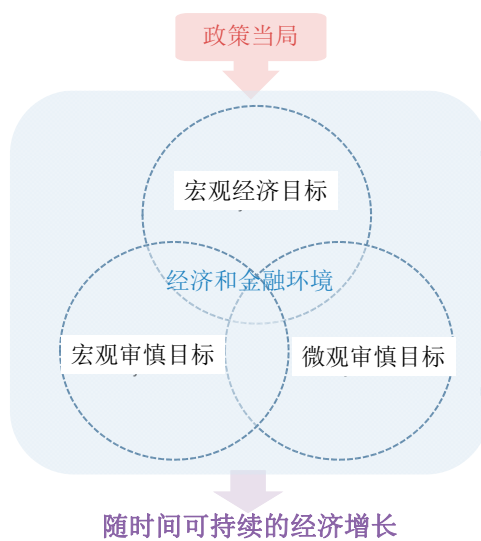 政策当局
宏观经济目标
经济和金融环境
宏观审慎目标
微观审慎目标
随时间可持续的经济增长